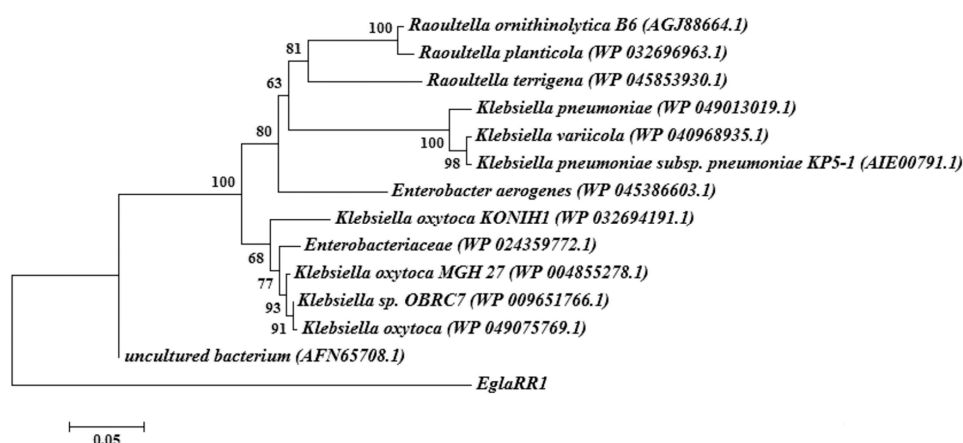 100 Raoultella ornithinolytica B6 (AGJ88664.1)
81
Raoultella planticola (WP 032696963.1)
Raoultella terrigena (WP 045853930.1)
63
Klebsiella pneumoniae (WP 049013019.1)
80
Klebsiella variicola (WP 040968935.1)
100
98 Klebsiella pneumoniae subsp. pneumoniae KP5-1 (AIE00791.1)
100
Enterobacter aerogenes (WP 045386603.1)
Klebsiella oxytoca KONIH1 (WP 032694191.1)
Enterobacteriaceae (WP 024359772.1)
68
Klebsiella oxytoca MGH 27 (WP 004855278.1)
77
Klebsiella sp. OBRC7 (WP 009651766.1)
93
91 Klebsiella oxytoca (WP 049075769.1)
uncultured bacterium (AFN65708.1)
EglaRR1
0.05